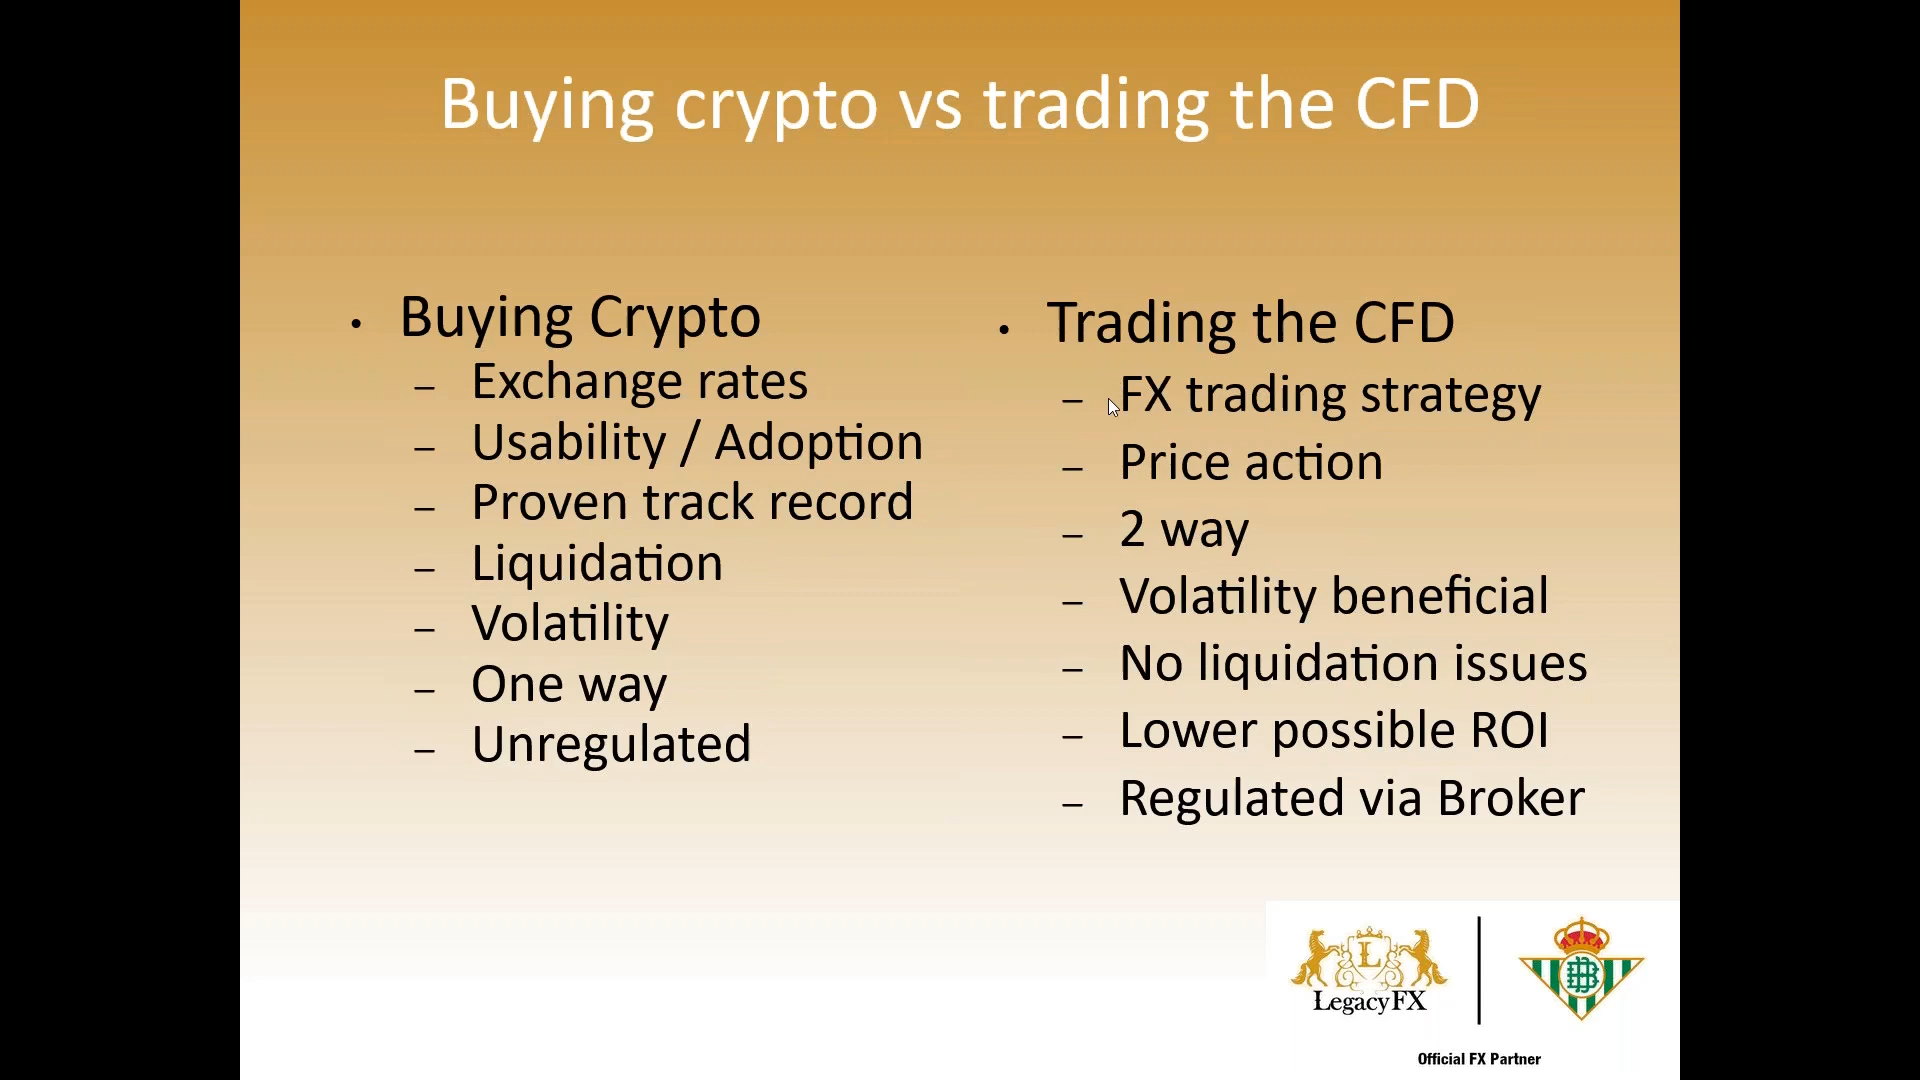 Buying crypto vs trading the CFD
• Buying Crypto
– Exchange rates
– Usability / Adoption
– Proven track record
– Liquidation
– Volatility
– One way
– Unregulated
• Trading the CFD
– FX trading strategy
– Price action
– 2 way
– Volatility beneficial
– No liquidation issues
– Lower possible ROI
– Regulated via Broker
L
LegacyFX
BB
Official FX Partner